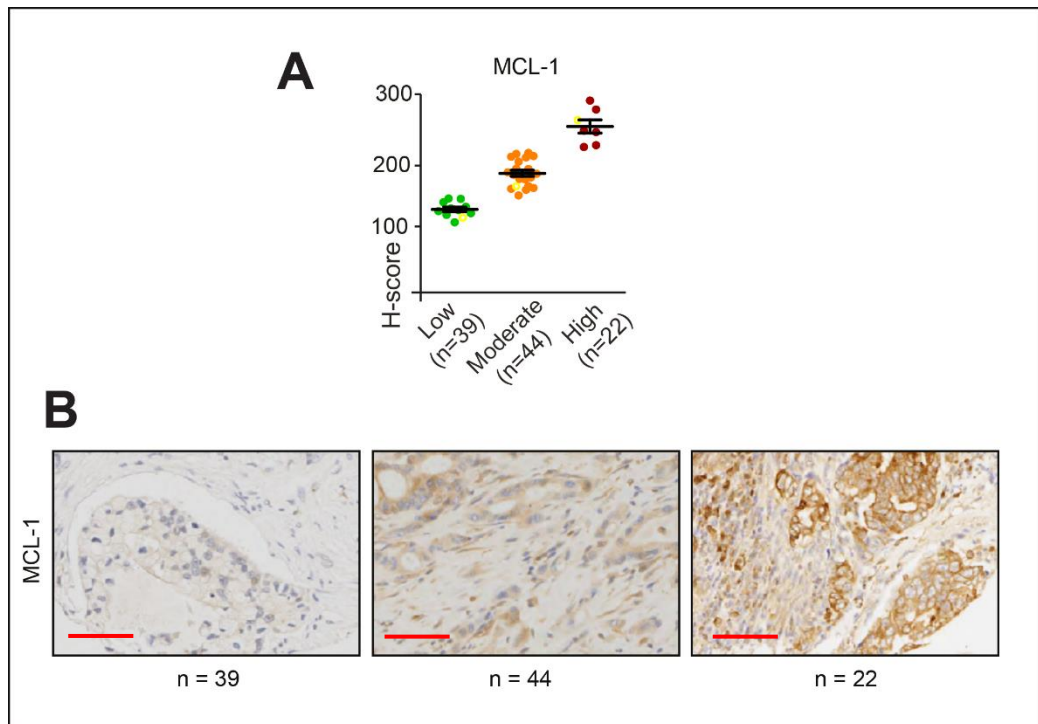 A
MCL-1
300
200
100
H-score
Low
(n=39)
Moderate
(n=44)
High
(n=22)
B
MCL-1
n = 39
n = 44
n = 22